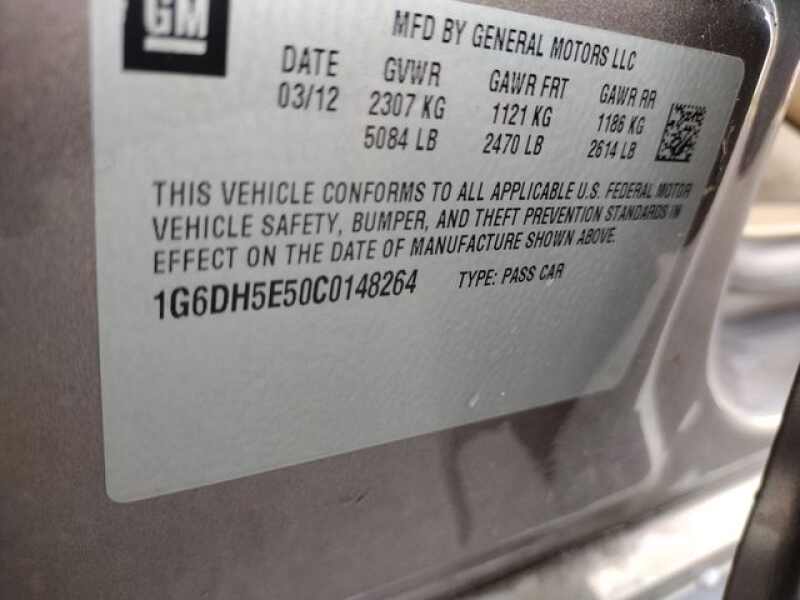 GM
MFD BY GENERAL MOTORS LLC
DATE GVWR GAWR FRT GAWR RR
03/12 2307 KG 1121 KG 1186 KG
5084 LB 2470 LB 2614 LB
THIS VEHICLE CONFORMS TO ALL APPLICABLE U.S. FEDERAL MOTOR
VEHICLE SAFETY, BUMPER, AND THEFT PREVENTION STANDARDS IN
EFFECT ON THE DATE OF MANUFACTURE SHOWN ABOVE.
1G6DH5E50C0148264 TYPE: PASS CAR